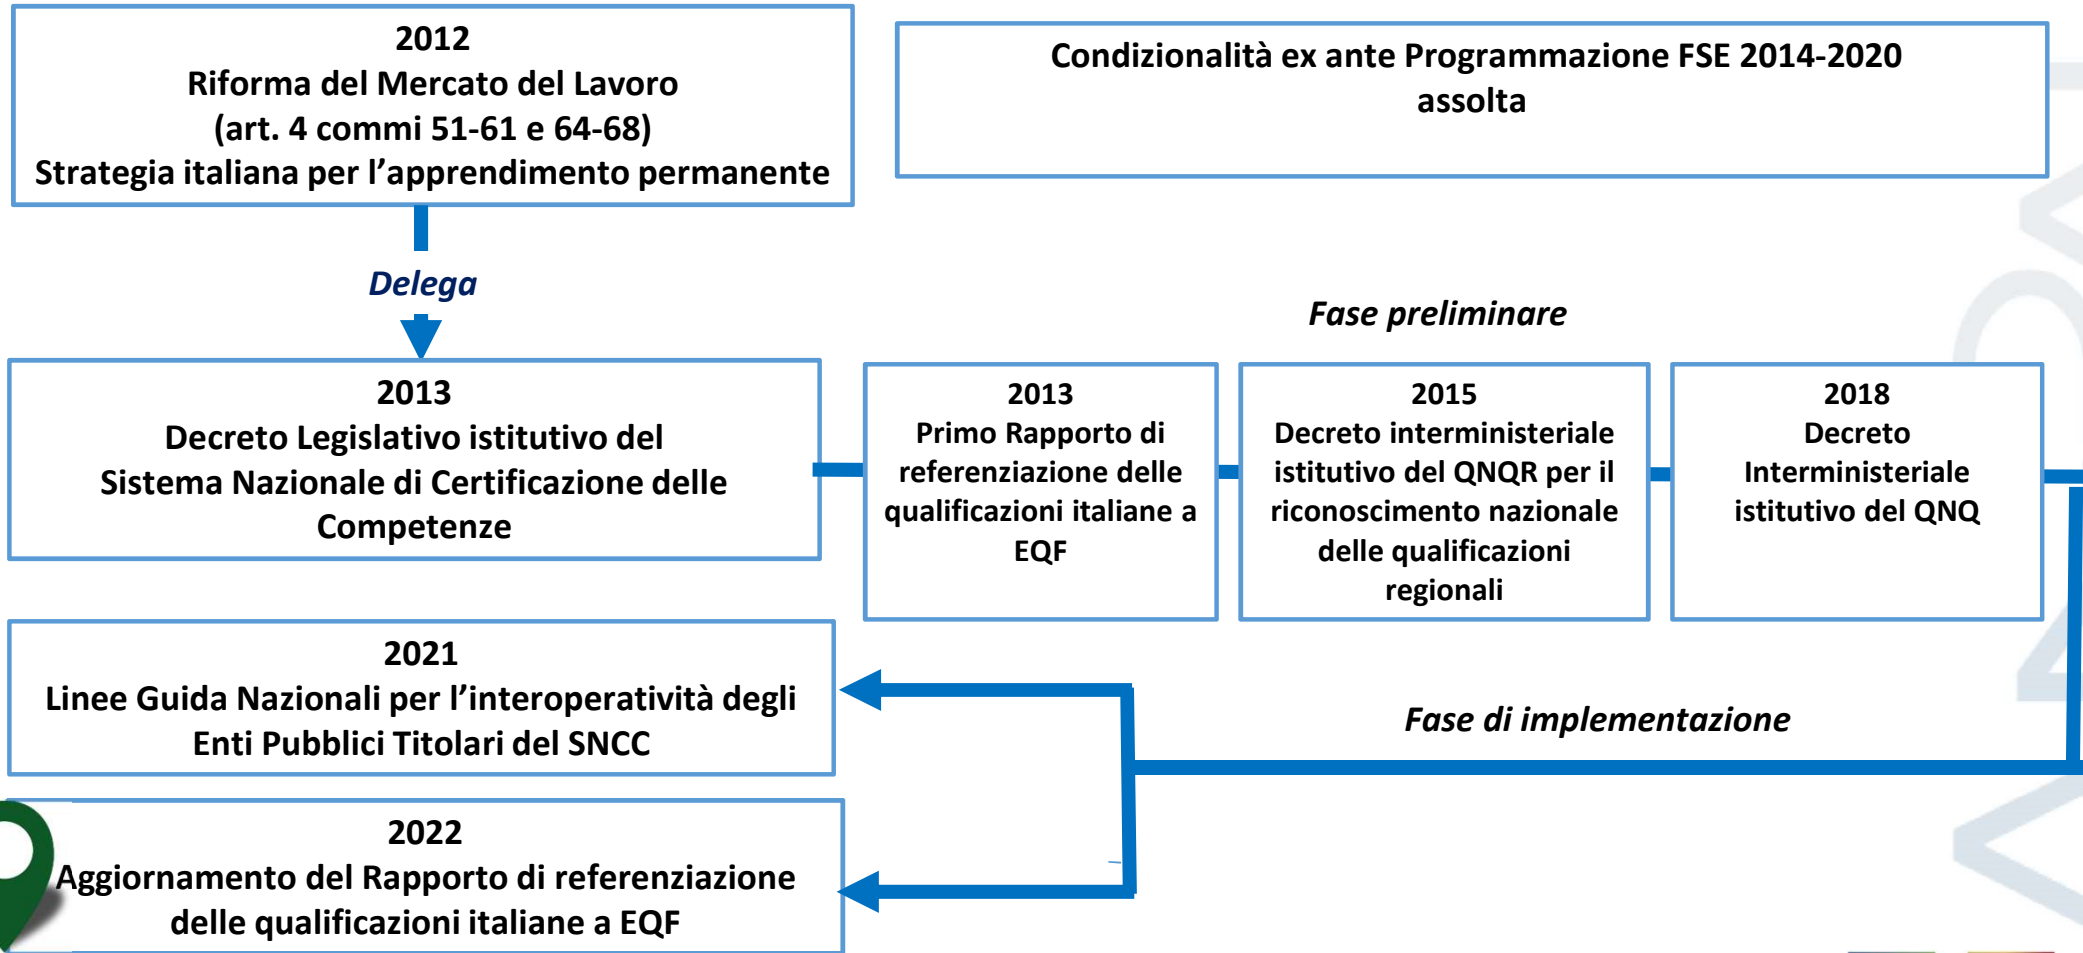 2012
Riforma del Mercato del Lavoro
(art. 4 commi 51-61 e 64-68)
Strategia italiana per l’apprendimento permanente
Condizionalità ex ante Programmazione FSE 2014-2020
assolta
Delega
Fase preliminare
2013
Decreto Legislativo istitutivo del
Sistema Nazionale di Certificazione delle
Competenze
2013
Primo Rapporto di
referenziazione delle
qualificazioni italiane a
EQF
2015
Decreto interministeriale
istitutivo del QNQR per il
riconoscimento nazionale
delle qualificazioni
regionali
2018
Decreto
Interministeriale
istitutivo del QNQ
2021
Linee Guida Nazionali per l’interoperatività degli
Enti Pubblici Titolari del SNCC
Fase di implementazione
2022
Aggiornamento del Rapporto di referenziazione
delle qualificazioni italiane a EQF